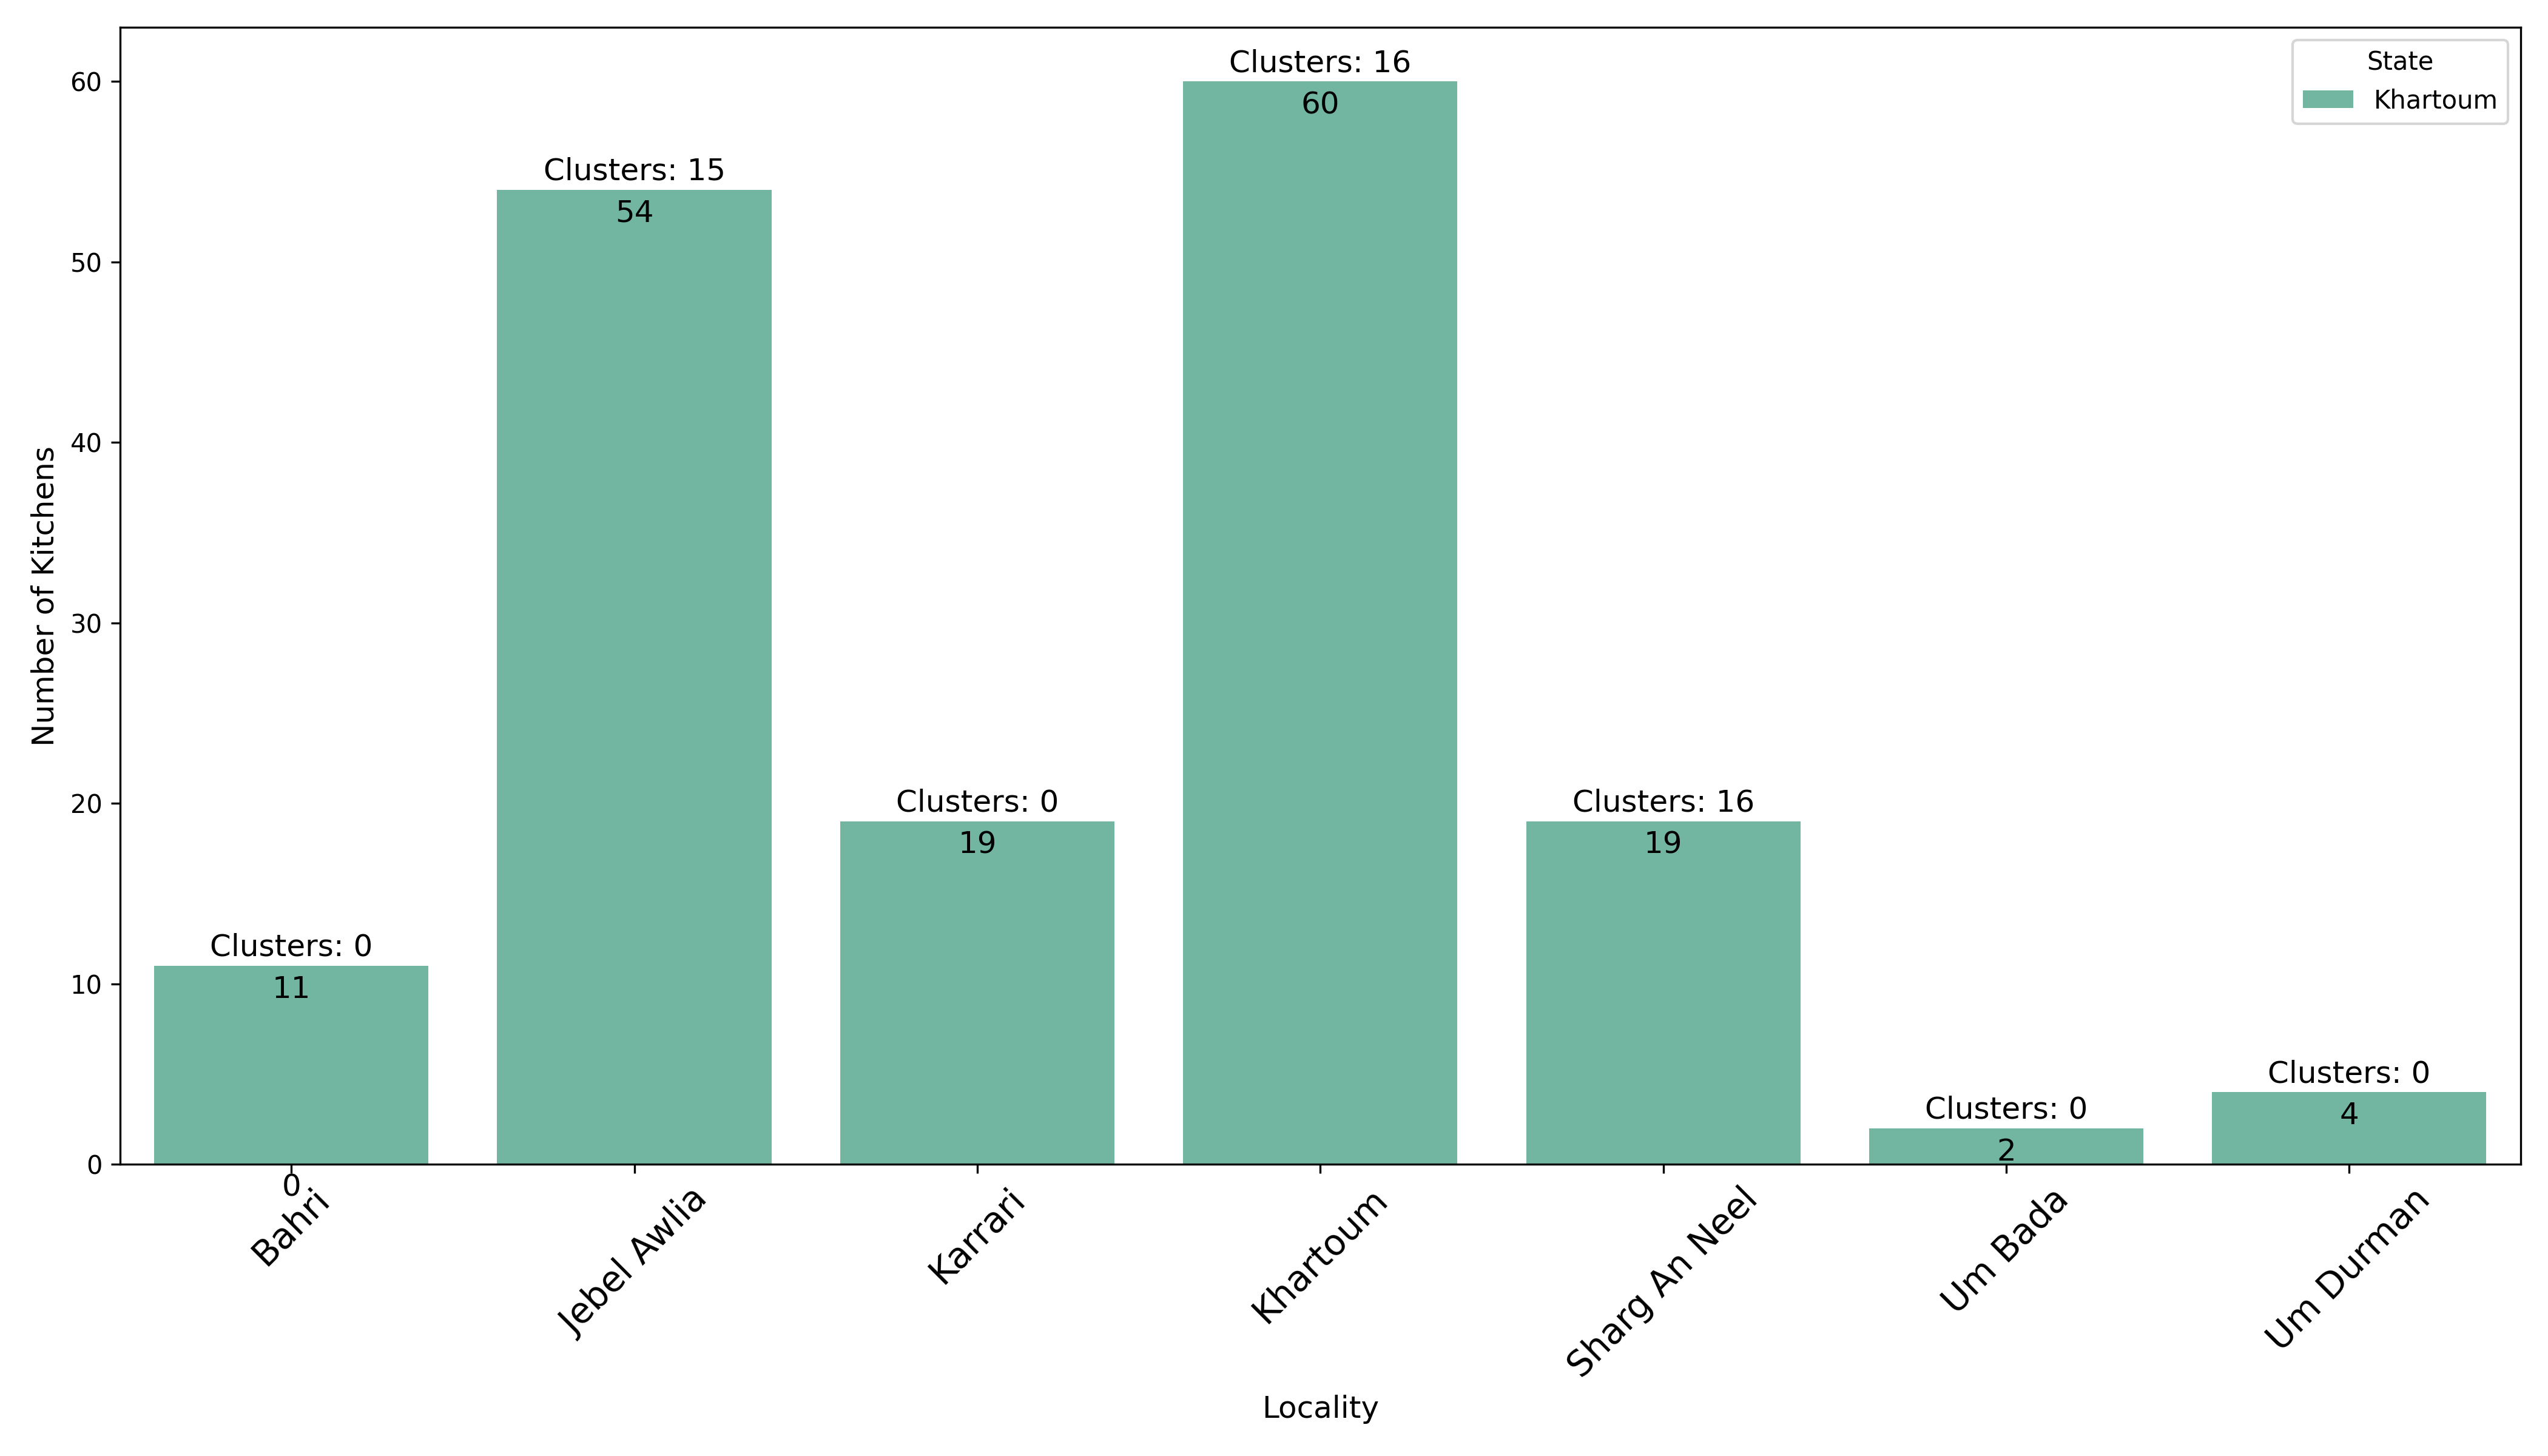 Clusters: 16
60
State
Khartoum
60
Clusters: 15
54
50
40
Number of Kitchens
30
20
Clusters: 0
19
Clusters: 16
19
Clusters: 0
11
10
Clusters: 0
4
Clusters: 0
2
0
0
Bahri
Jebel Awlia
Karrari
Khartoum
Sharg An Neel
Um Bada
Um Durman
Locality